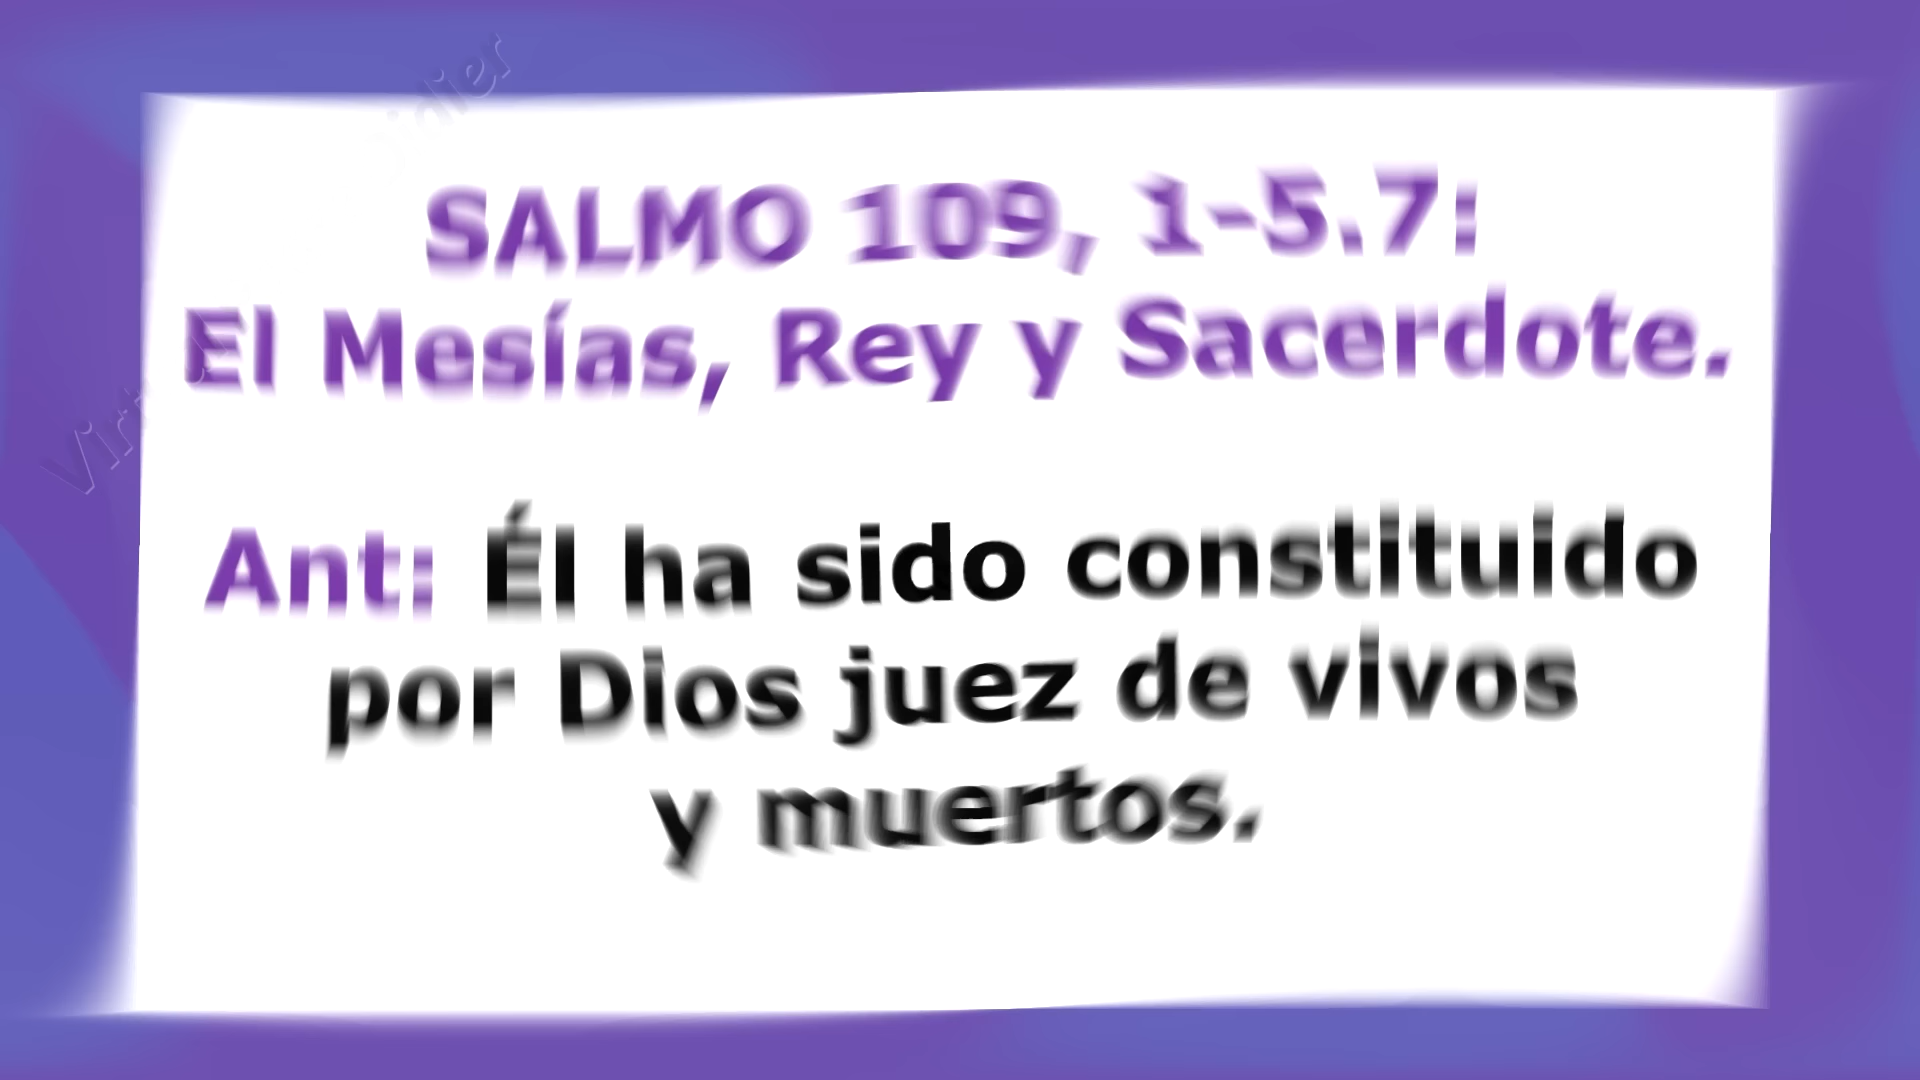 SALMO 109, 1-5.7:
El Mesías, Rey y Sacerdote.
Ant: Él ha sido constituido
por Dios juez de vivos
y muertos.